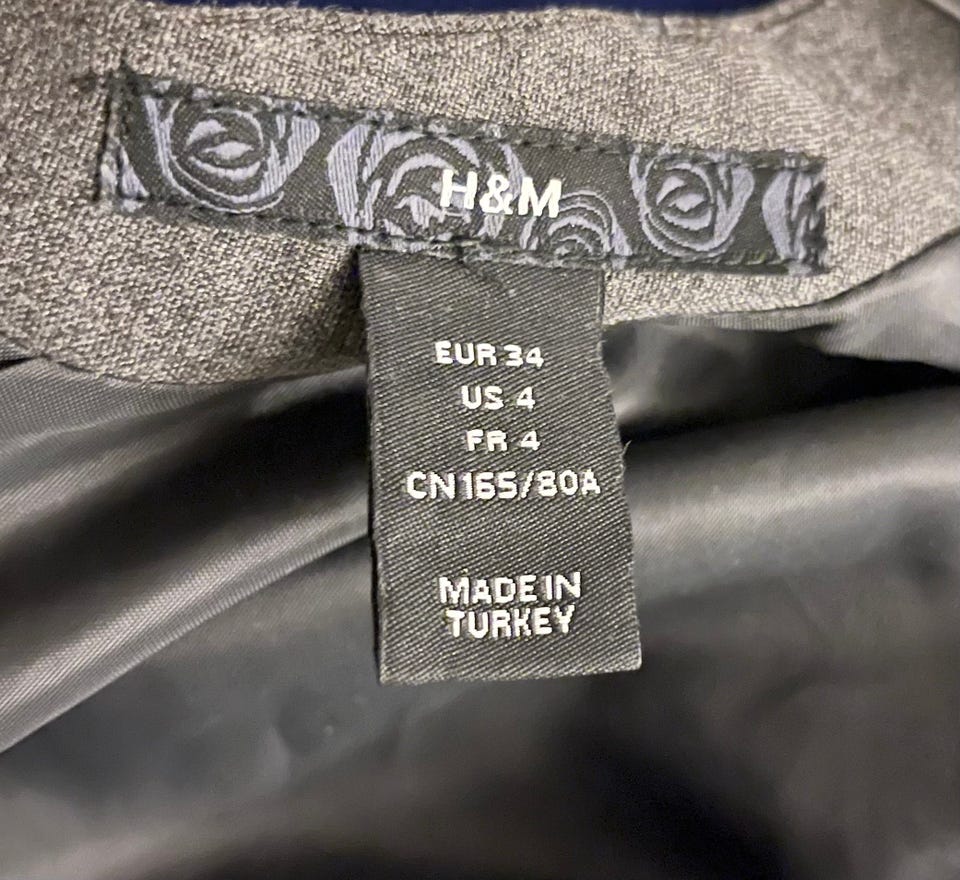 H&M
EUR 34
US 4
FR 4
CN 165/80A
MADE IN
TURKEY